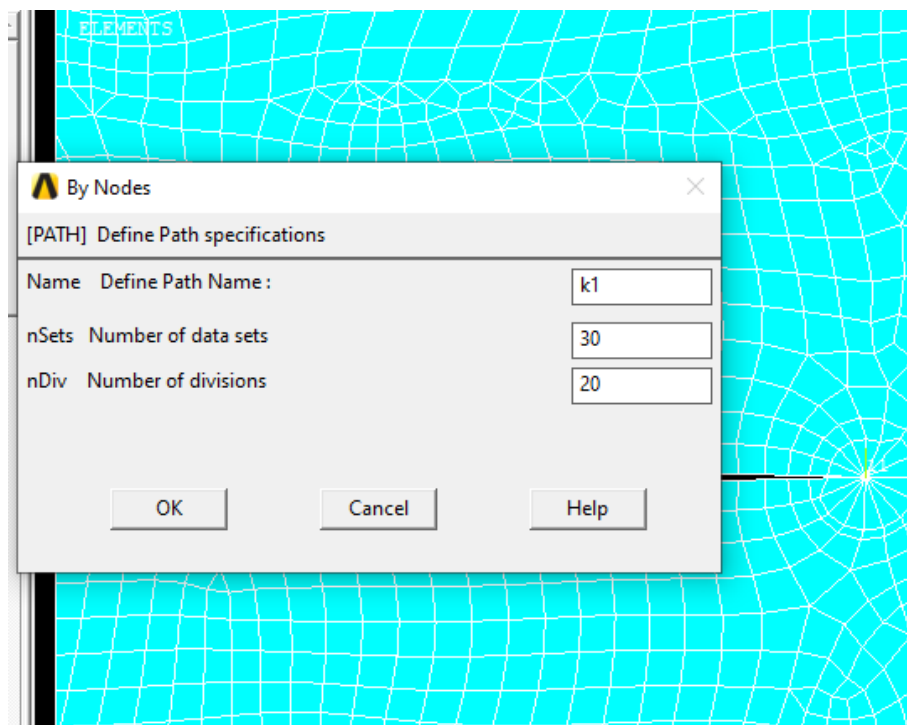 ELEMENTS
By Nodes
[PATH] Define Path specifications
Name Define Path Name :
k1
nSets Number of data sets
30
nDiv Number of divisions
20
OK
Cancel
Help